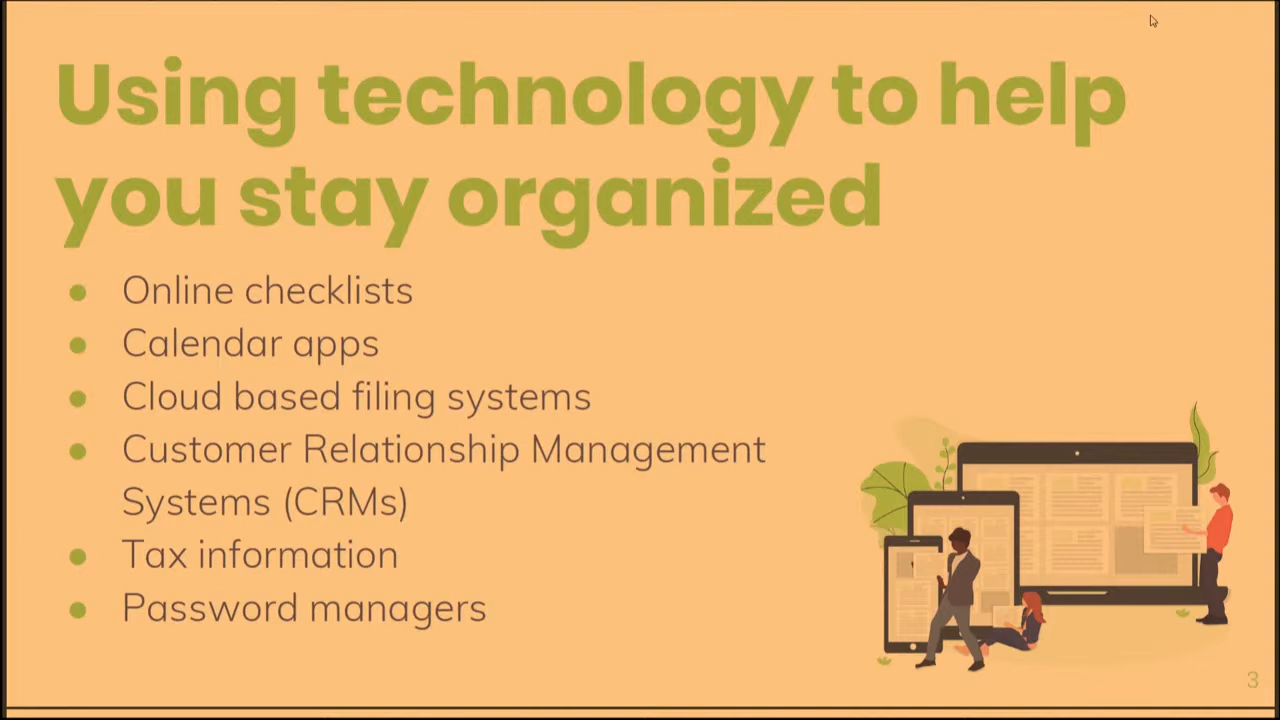 Using technology to help
you stay organized
● Online checklists
● Calendar apps
● Cloud based filing systems
● Customer Relationship Management
Systems (CRMs)
● Tax information
● Password managers
3